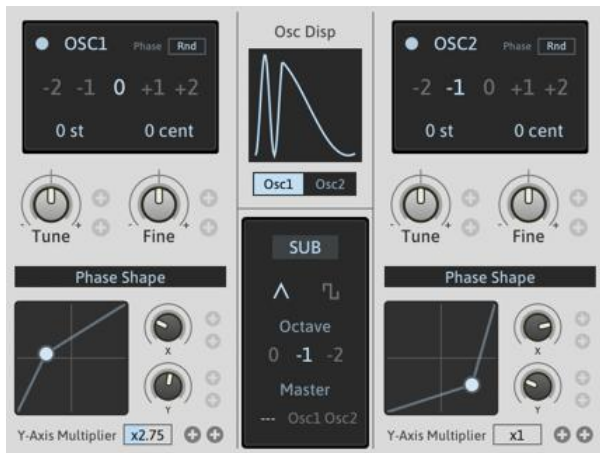 OSC1 Phase Rnd
-2 -1 0 +1 +2
0 st 0 cent
- Tune + - Fine +
Phase Shape
X
Y
Y-Axis Multiplier x2.75
Osc Disp
Osc1 Osc2
SUB
Octave
0 -1 -2
Master
--- Osc1 Osc2
OSC2 Phase Rnd
-2 -1 0 +1 +2
0 st 0 cent
- Tune + - Fine +
Phase Shape
X
Y
Y-Axis Multiplier x1